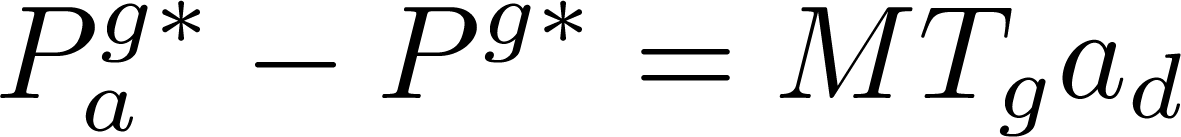 P_a^{g*} − P^{g*} = MT_g a_d